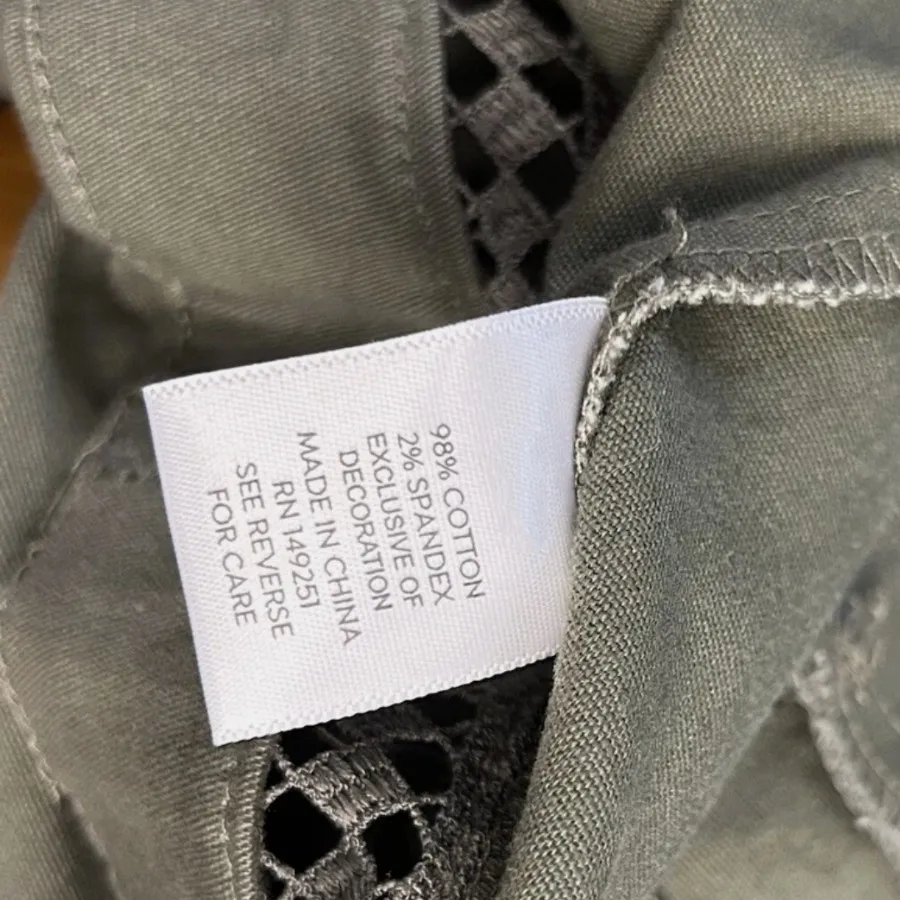 98% COTTON
2% SPANDEX
EXCLUSIVE OF
DECORATION
MADE IN CHINA
RN 149251
SEE REVERSE
FOR CARE